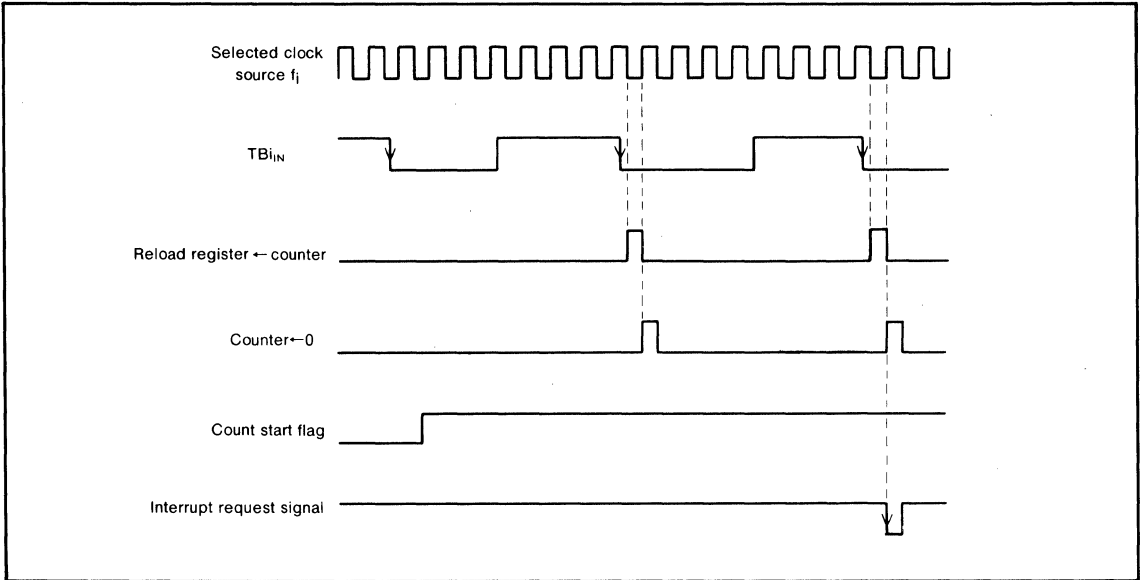 Selected clock
source fi
TBiIN
Reload register ← counter
Counter←0
Count start flag
Interrupt request signal